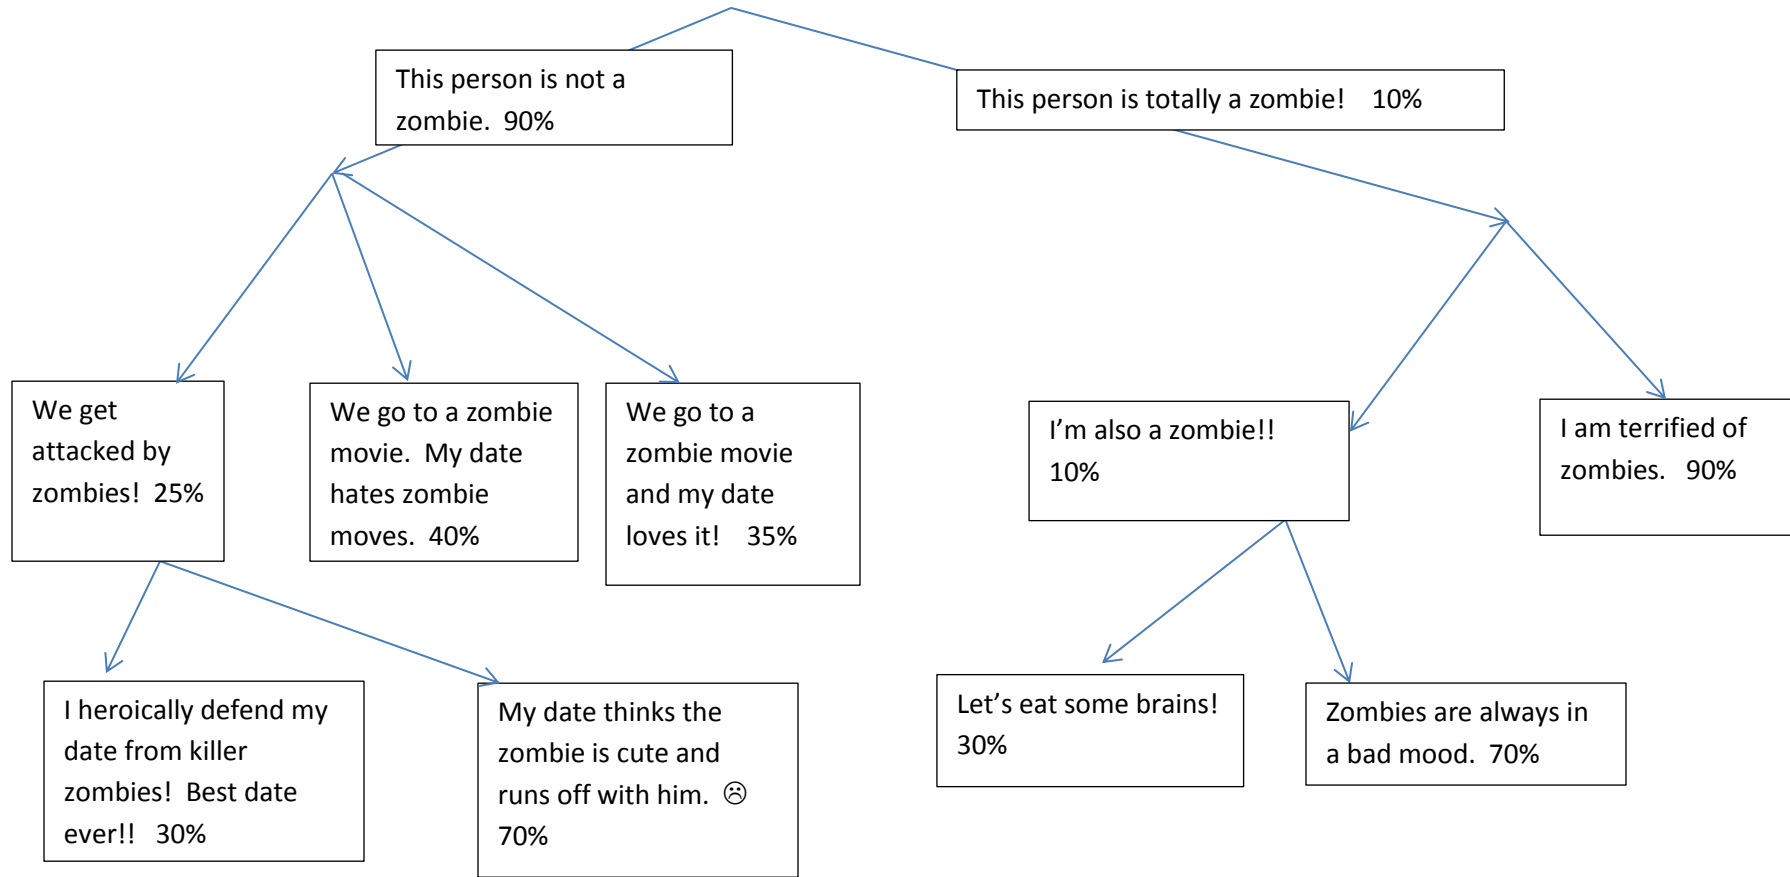 This person is not a
zombie.  90%
This person is totally a zombie!    10%
We get
attacked by
zombies!  25%
We go to a zombie
movie.  My date
hates zombie
moves.  40%
We go to a
zombie movie
and my date
loves it!    35%
I’m also a zombie!!
10%
I am terrified of
zombies.   90%
I heroically defend my
date from killer
zombies!  Best date
ever!!   30%
My date thinks the
zombie is cute and
runs off with him.  ☹
70%
Let’s eat some brains!
30%
Zombies are always in
a bad mood.  70%